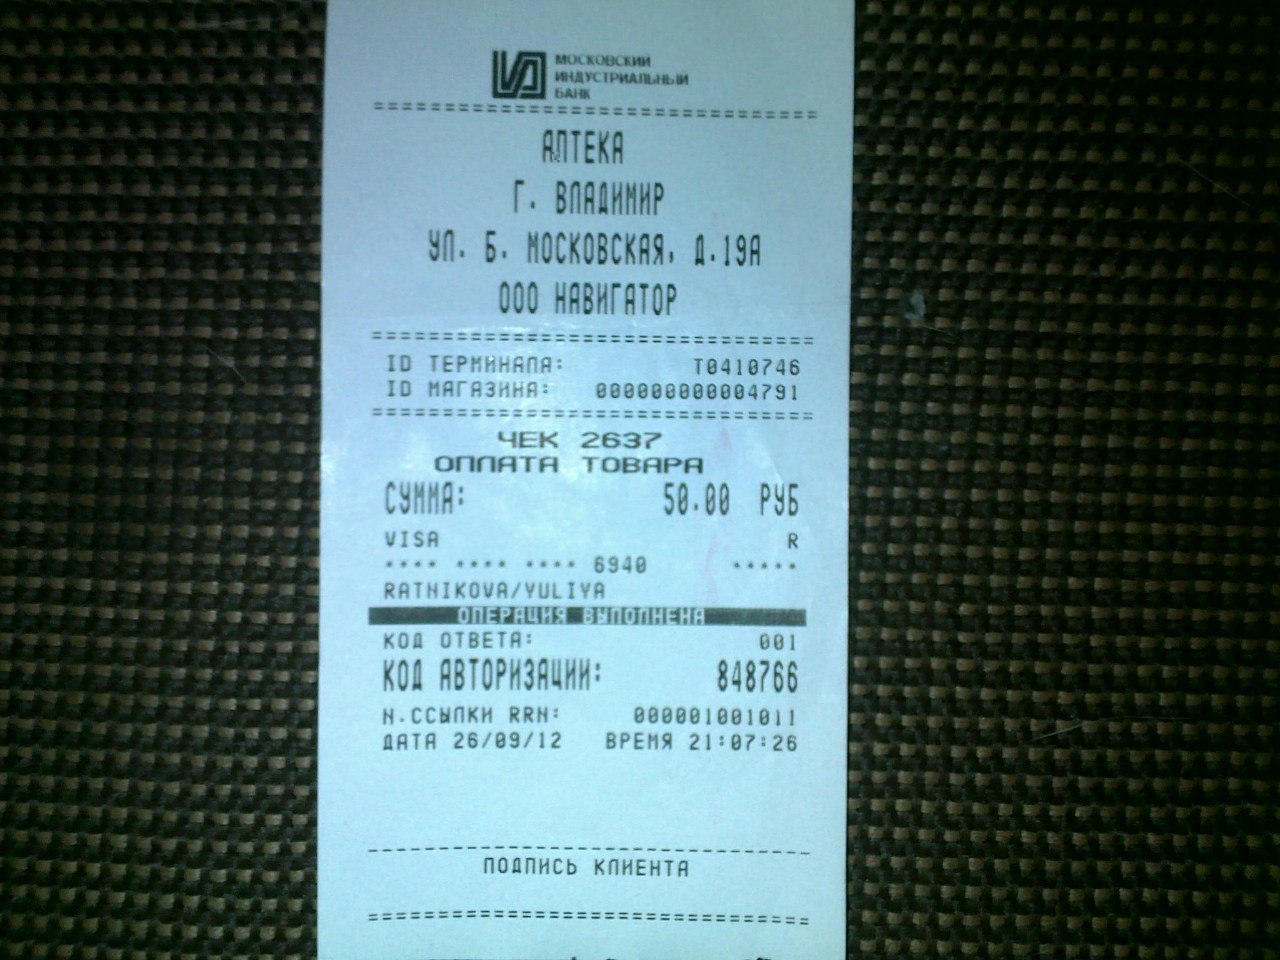 МОСКОВСКИЙ
ИНДУСТРИАЛЬНЫЙ
БАНК
АПТЕКА
Г. ВЛАДИМИР
УЛ. Б. МОСКОВСКАЯ, Д.19А
ООО НАВИГАТОР
ID ТЕРМИНАЛА: T0410746
ID МАГАЗИНА: 000000000004791
ЧЕК 2637
ОПЛАТА ТОВАРА
СУММА: 50.00 РУБ
VISA R
**** **** **** 6940 *****
RATNIKOVA/YULIYA
ОПЕРАЦИЯ ВЫПОЛНЕНА
КОД ОТВЕТА: 001
КОД АВТОРИЗАЦИИ: 848766
N.ССЫЛКИ RRN: 000001001011
ДАТА 26/09/12 ВРЕМЯ 21:07:26
ПОДПИСЬ КЛИЕНТА